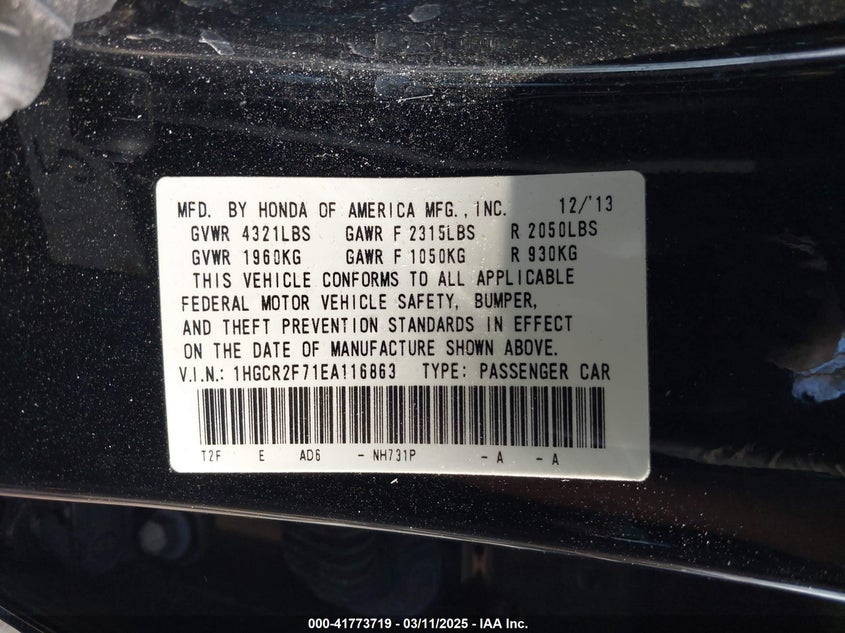 MFD. BY HONDA OF AMERICA MFG., INC. 12/'13
GVWR 4321LBS GAWR F 2315LBS R 2050LBS
GVWR 1960KG GAWR F 1050KG R 930KG
THIS VEHICLE CONFORMS TO ALL APPLICABLE
FEDERAL MOTOR VEHICLE SAFETY, BUMPER,
AND THEFT PREVENTION STANDARDS IN EFFECT
ON THE DATE OF MANUFACTURE SHOWN ABOVE.
V.I.N.: 1HGCR2F71EA116863 TYPE: PASSENGER CAR
T2F E AD6 - NH731P - A - A
000-41773719 - 03/11/2025 - IAA Inc.